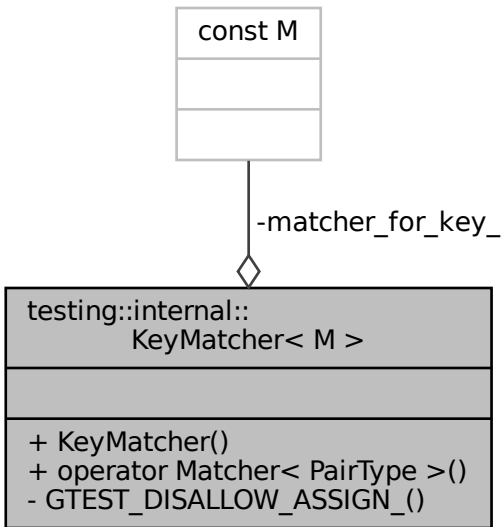 const M
-matcher_for_key_
testing::internal::
KeyMatcher< M >
+ KeyMatcher()
+ operator Matcher< PairType >()
- GTEST_DISALLOW_ASSIGN_()